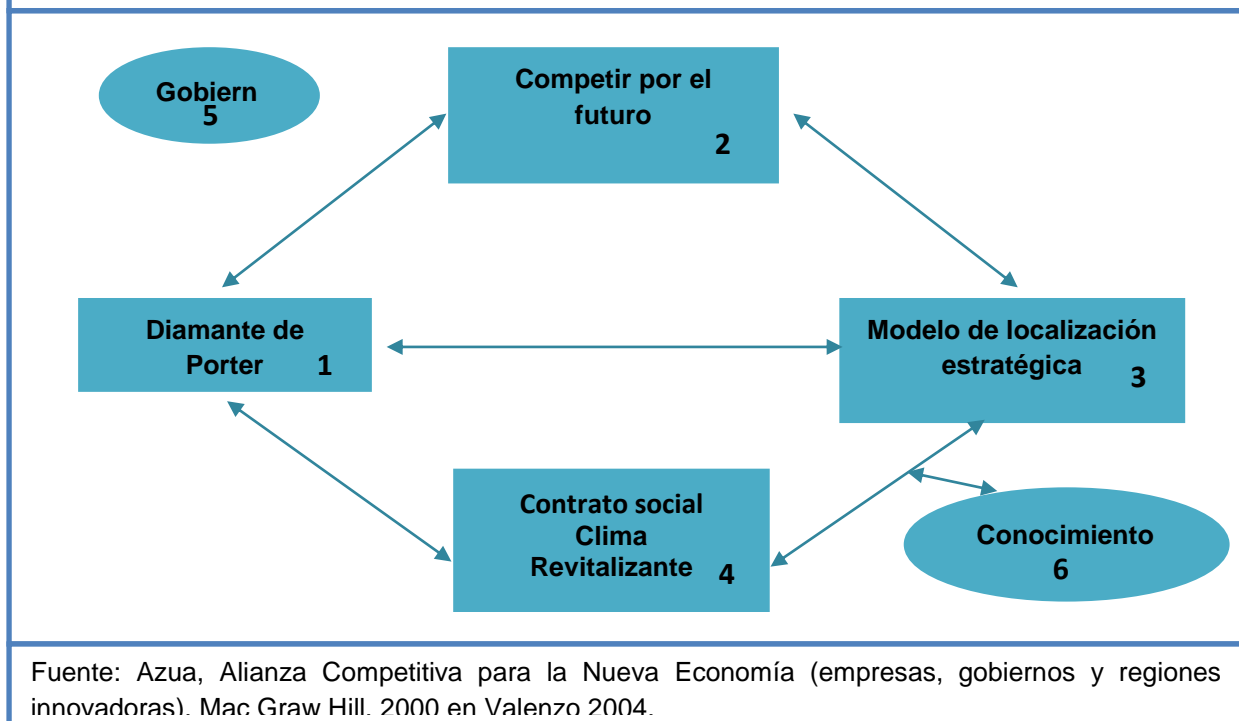 Gobiern
5
Competir por el
futuro
2
Diamante de
Porter 1
Modelo de localización
estratégica 3
Contrato social
Clima
Revitalizante 4
Conocimiento
6
Fuente: Azua, Alianza Competitiva para la Nueva Economía (empresas, gobiernos y regiones
innovadoras). Mac Graw Hill. 2000 en Valenzo 2004.